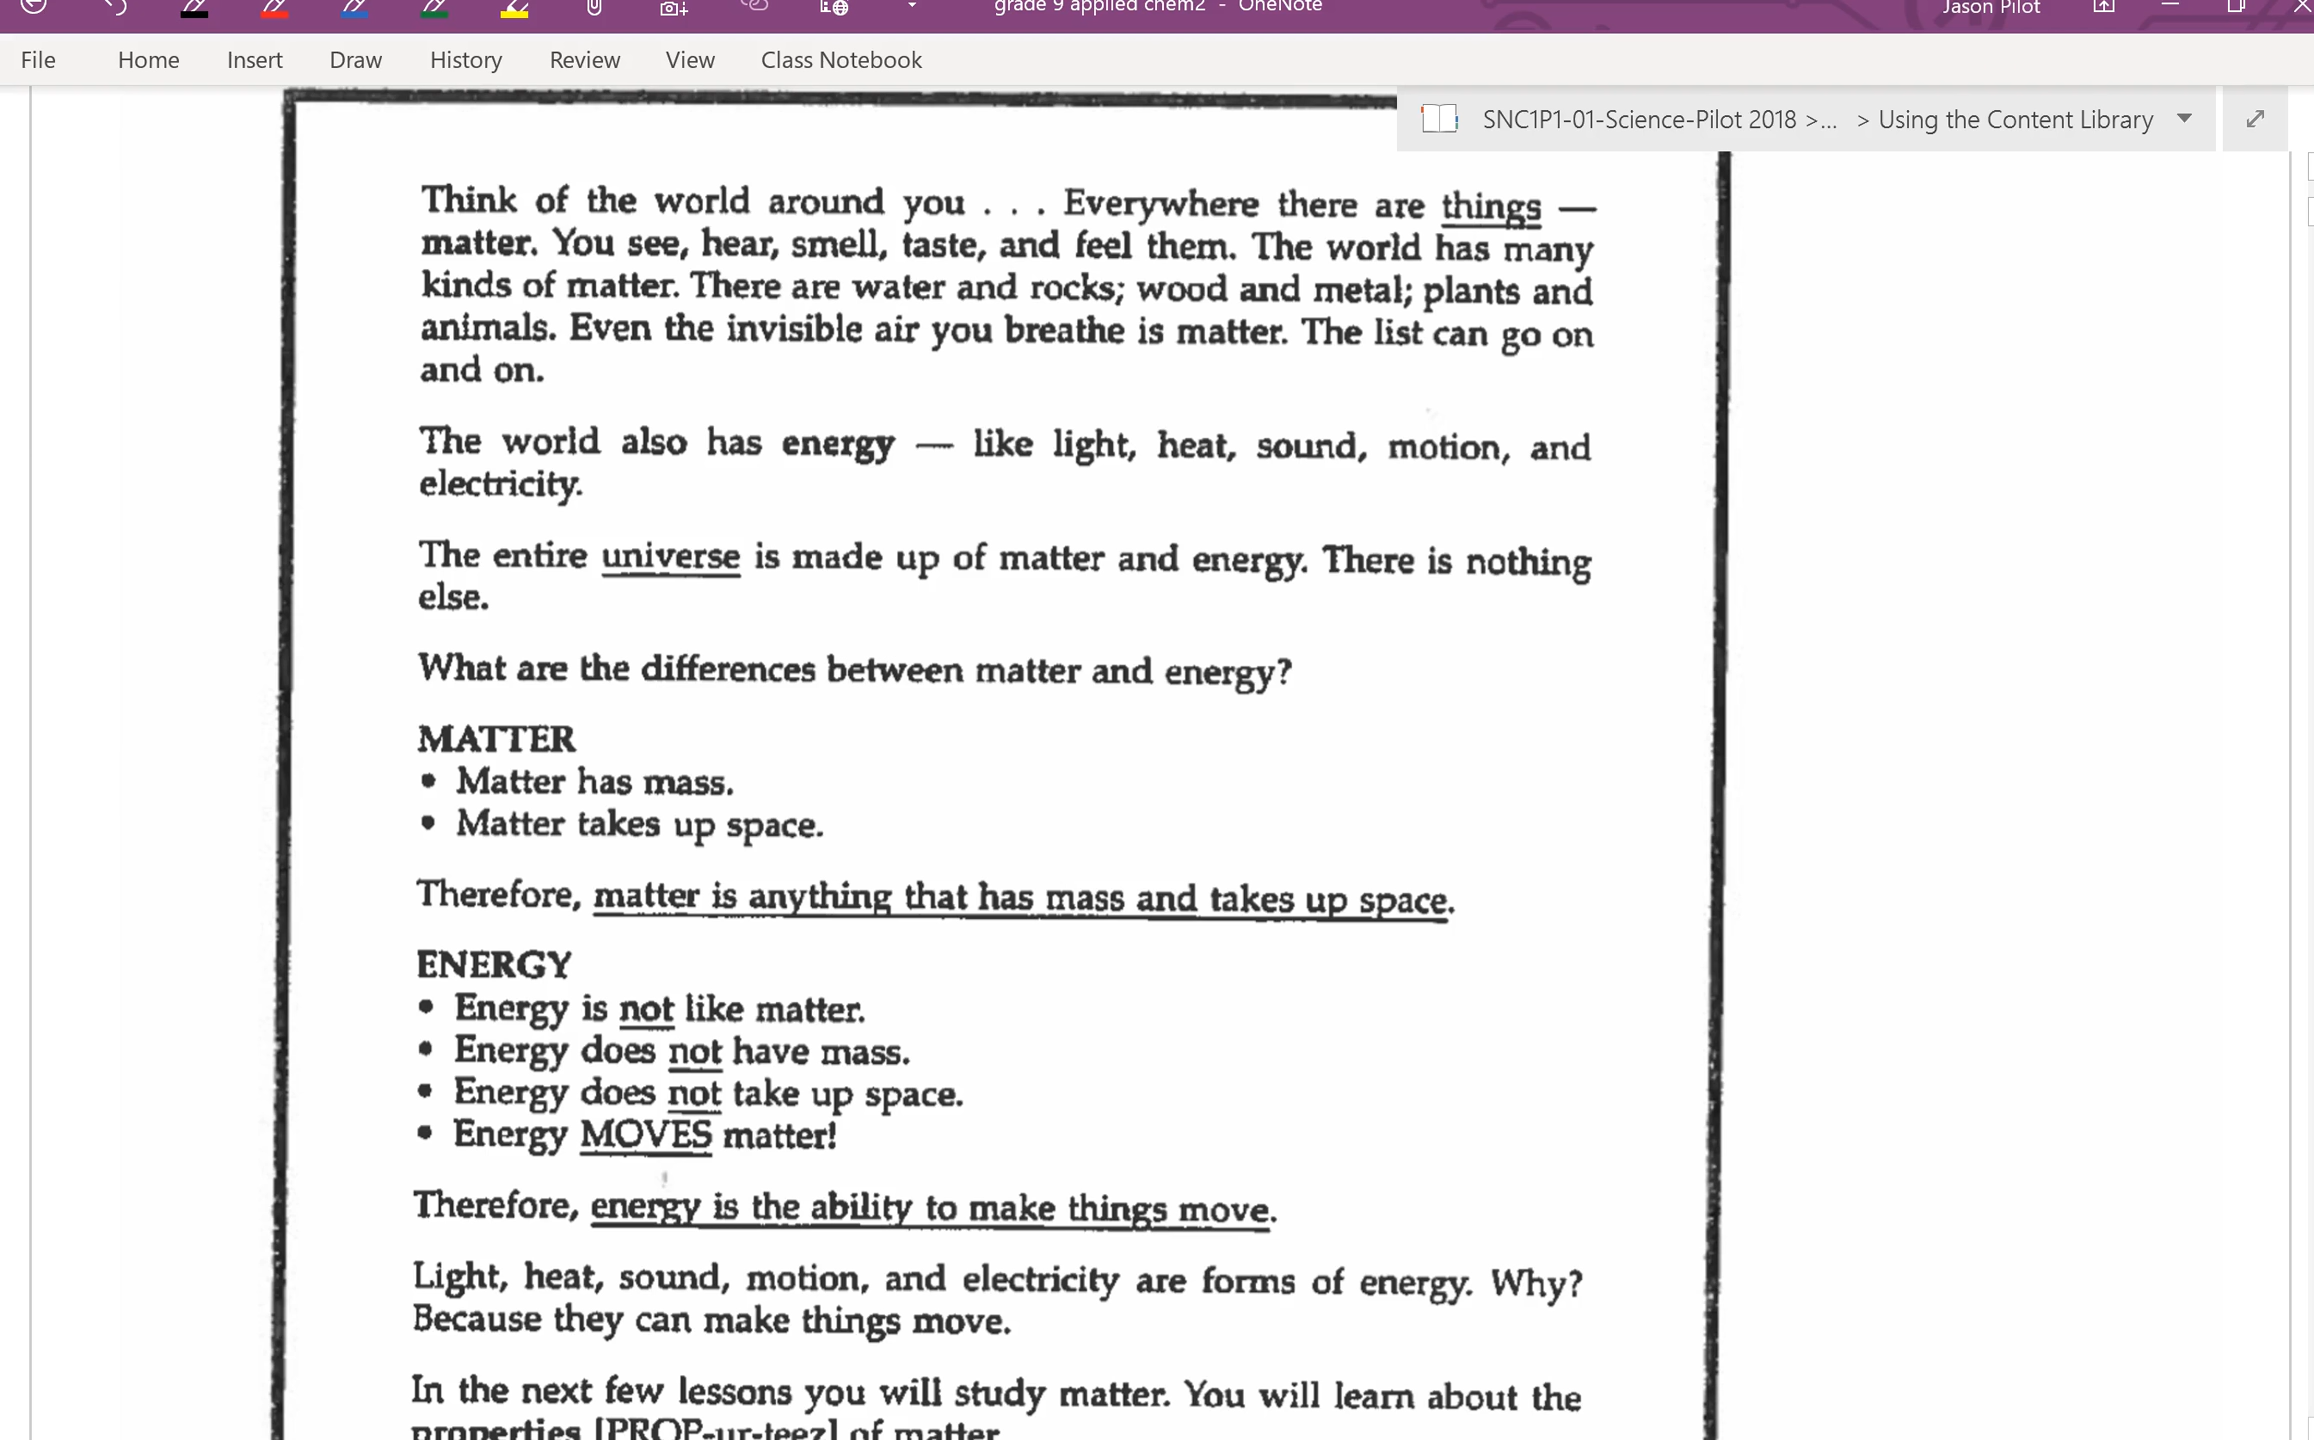 grade 9 applied chem2 - OneNote
Jason Pilot
File Home Insert Draw History Review View Class Notebook
SNC1P1-01-Science-Pilot 2018 >... > Using the Content Library
Think of the world around you . . . Everywhere there are things —
matter. You see, hear, smell, taste, and feel them. The world has many
kinds of matter. There are water and rocks; wood and metal; plants and
animals. Even the invisible air you breathe is matter. The list can go on
and on.
The world also has energy — like light, heat, sound, motion, and
electricity.
The entire universe is made up of matter and energy. There is nothing
else.
What are the differences between matter and energy?
MATTER
• Matter has mass.
• Matter takes up space.
Therefore, matter is anything that has mass and takes up space.
ENERGY
• Energy is not like matter.
• Energy does not have mass.
• Energy does not take up space.
• Energy MOVES matter!
Therefore, energy is the ability to make things move.
Light, heat, sound, motion, and electricity are forms of energy. Why?
Because they can make things move.
In the next few lessons you will study matter. You will learn about the
properties [PROP-ur-teez] of matter